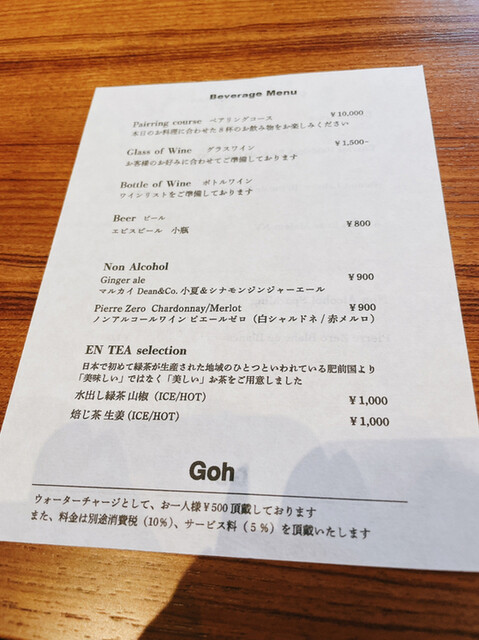 Beverage Menu
Pairring course ペアリングコース ¥10,000
本日のお料理に合わせた8杯のお飲み物をお楽しみください
Glass of Wine グラスワイン ¥1,500~
お客様のお好みに合わせてご準備しております
Bottle of Wine ボトルワイン
ワインリストをご準備しております
Beer ビール ¥800
エビスビール 小瓶
Non Alcohol
Ginger ale ¥900
マルカイ Dean&Co. 小夏&シナモンジンジャーエール
Pierre Zero Chardonnay/Merlot ¥900
ノンアルコールワイン ピエールゼロ（白シャルドネ / 赤メルロ）
EN TEA selection
日本で初めて緑茶が生産された地域のひとつといわれている肥前国より
「美味しい」ではなく「美しい」お茶をご用意しました
水出し緑茶 山椒（ICE/HOT） ¥1,000
焙じ茶 生姜（ICE/HOT） ¥1,000
Goh
ウォーターチャージとして、お一人様¥500頂戴しております
また、料金は別途消費税（10%）、サービス料（5%）を頂戴いたします